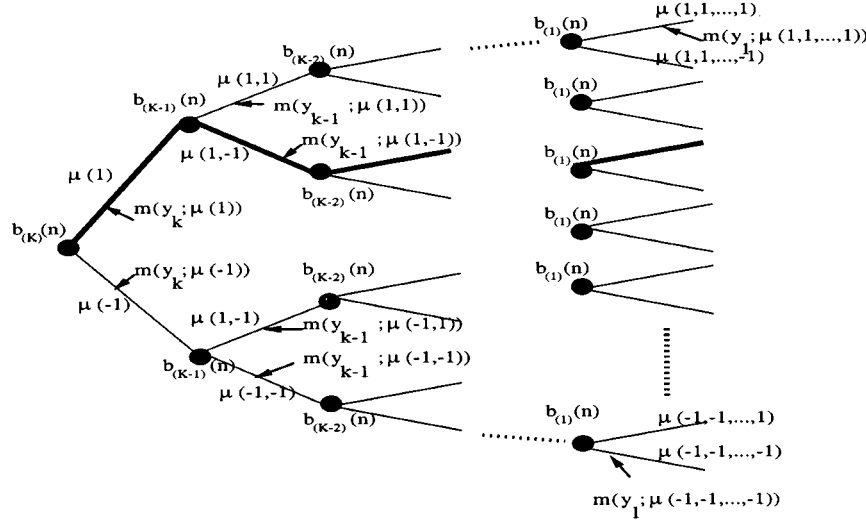 μ (1,1,...,1)
b(1)(n)
m(y1;μ (1,1,...,1)
μ (1,1,...,-1)
b(K-2)(n)
μ (1,1)
b(K-1)(n)
m(yk-1 ;μ (1,1))
b(1)(n)
m(yk-1 ;μ (1,-1))
μ (1,-1)
b(1)(n)
μ (1)
b(K-2)(n)
m(yk;μ (1))
b(1)(n)
b(K)(n)
m(yk;μ (-1))
b(K-2)(n)
b(1)(n)
μ (-1)
μ (1,-1)
m(yk-1 ;μ (-1,1))
b(K-1)(n)
m(yk-1 ;μ (-1,-1))
μ (-1,-1)
b(K-2)(n)
b(1)(n)
μ (-1,-1,...,1)
μ (-1,-1,...,-1)
m(y1;μ (-1,-1,...,-1))